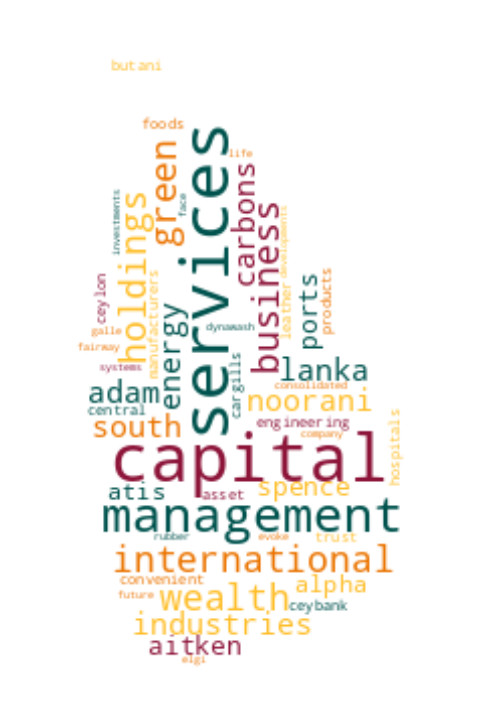 butani
foods
services
life
green
carbons
face
investments
holdings
business
leather
developments
manufacturers
ceylon
ports
products
energy
galle
dynawash
fairway
systems
cargills
lanka
adam
consolidated
noorani
central
south
engineering
company
hospitals
capital
atis
asset
spence
management
rubber
evoke
trust
international
convenient
alpha
future
wealth
ceybank
industries
aitken
elgi